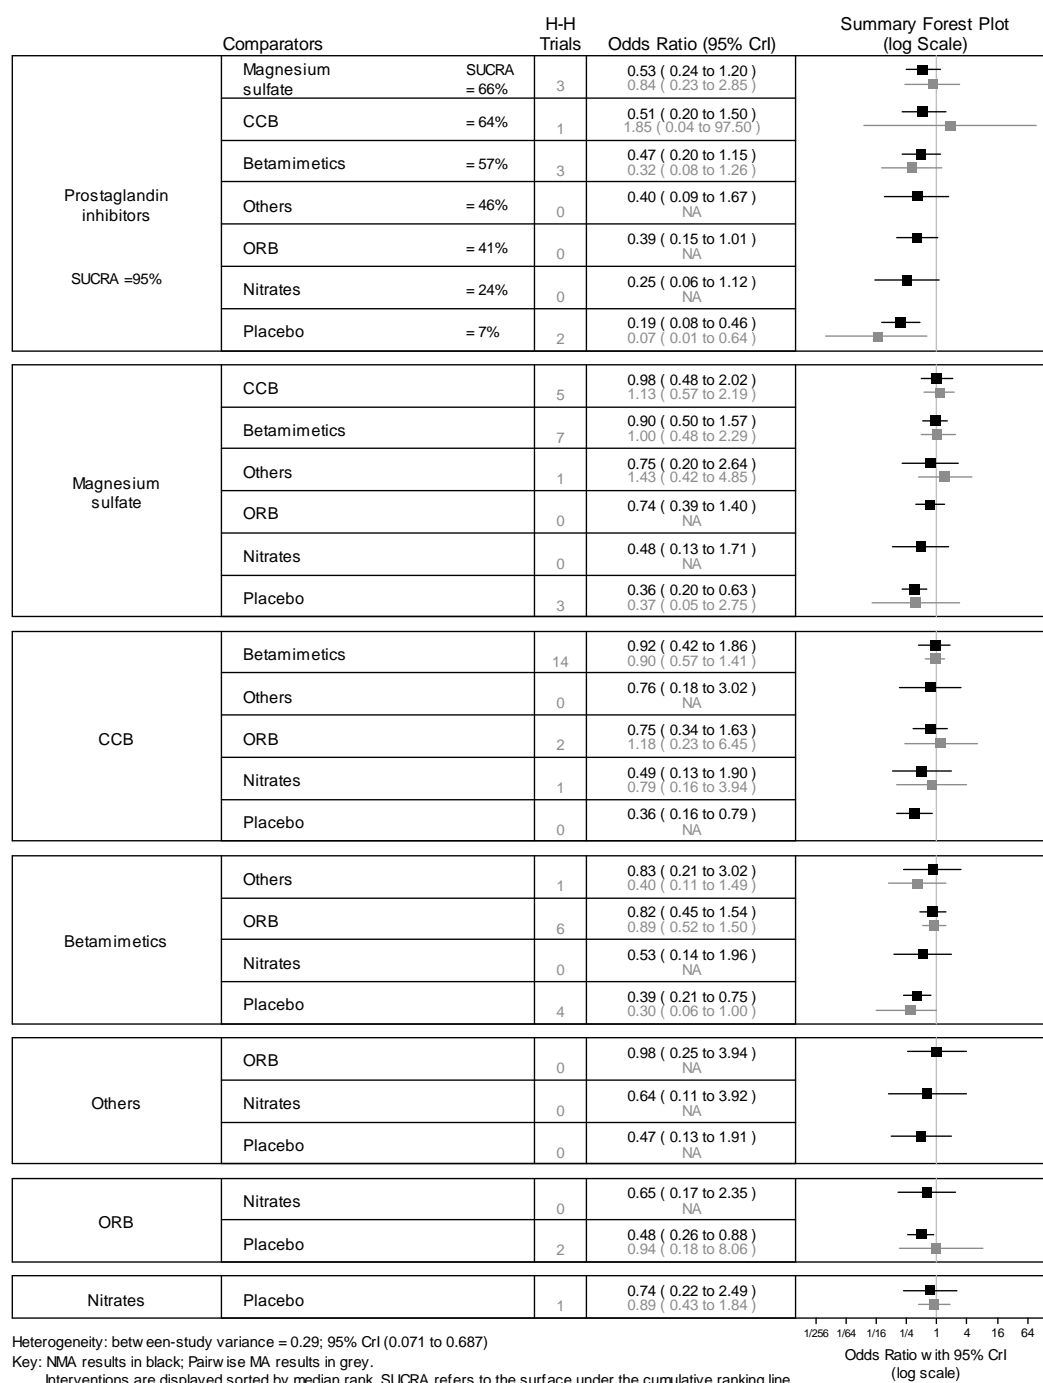 Comparators H-H Trials Odds Ratio (95% CrI) Summary Forest Plot (log Scale)
Prostaglandin inhibitors
SUCRA =95%
Magnesium sulfate SUCRA = 66% 3 0.53 ( 0.24 to 1.20 )
0.84 ( 0.23 to 2.85 )
CCB = 64% 1 0.51 ( 0.20 to 1.50 )
1.85 ( 0.04 to 97.50 )
Betamimetics = 57% 3 0.47 ( 0.20 to 1.15 )
0.32 ( 0.08 to 1.26 )
Others = 46% 0 0.40 ( 0.09 to 1.67 )
NA
ORB = 41% 0 0.39 ( 0.15 to 1.01 )
NA
Nitrates = 24% 0 0.25 ( 0.06 to 1.12 )
NA
Placebo = 7% 2 0.19 ( 0.08 to 0.46 )
0.07 ( 0.01 to 0.64 )
Magnesium sulfate
CCB 5 0.98 ( 0.48 to 2.02 )
1.13 ( 0.57 to 2.19 )
Betamimetics 7 0.90 ( 0.50 to 1.57 )
1.00 ( 0.48 to 2.29 )
Others 1 0.75 ( 0.20 to 2.64 )
1.43 ( 0.42 to 4.85 )
ORB 0 0.74 ( 0.39 to 1.40 )
NA
Nitrates 0 0.48 ( 0.13 to 1.71 )
NA
Placebo 3 0.36 ( 0.20 to 0.63 )
0.37 ( 0.05 to 2.75 )
CCB
Betamimetics 14 0.92 ( 0.42 to 1.86 )
0.90 ( 0.57 to 1.41 )
Others 0 0.76 ( 0.18 to 3.02 )
NA
ORB 2 0.75 ( 0.34 to 1.63 )
1.18 ( 0.23 to 6.45 )
Nitrates 1 0.49 ( 0.13 to 1.90 )
0.79 ( 0.16 to 3.94 )
Placebo 0 0.36 ( 0.16 to 0.79 )
NA
Betamimetics
Others 1 0.83 ( 0.21 to 3.02 )
0.40 ( 0.11 to 1.49 )
ORB 6 0.82 ( 0.45 to 1.54 )
0.89 ( 0.52 to 1.50 )
Nitrates 0 0.53 ( 0.14 to 1.96 )
NA
Placebo 4 0.39 ( 0.21 to 0.75 )
0.30 ( 0.06 to 1.00 )
Others
ORB 0 0.98 ( 0.25 to 3.94 )
NA
Nitrates 0 0.64 ( 0.11 to 3.92 )
NA
Placebo 0 0.47 ( 0.13 to 1.91 )
NA
ORB
Nitrates 0 0.65 ( 0.17 to 2.35 )
NA
Placebo 2 0.48 ( 0.26 to 0.88 )
0.94 ( 0.18 to 8.06 )
Nitrates
Placebo 1 0.74 ( 0.22 to 2.49 )
0.89 ( 0.43 to 1.84 )
1/256 1/64 1/16 1/4 1 4 16 64
Odds Ratio with 95% CrI
(log scale)
Heterogeneity: between-study variance = 0.29; 95% CrI (0.071 to 0.687)
Key: NMA results in black; Pairwise MA results in grey.
Interventions are displayed sorted by median rank. SUCRA refers to the surface under the cumulative ranking line.